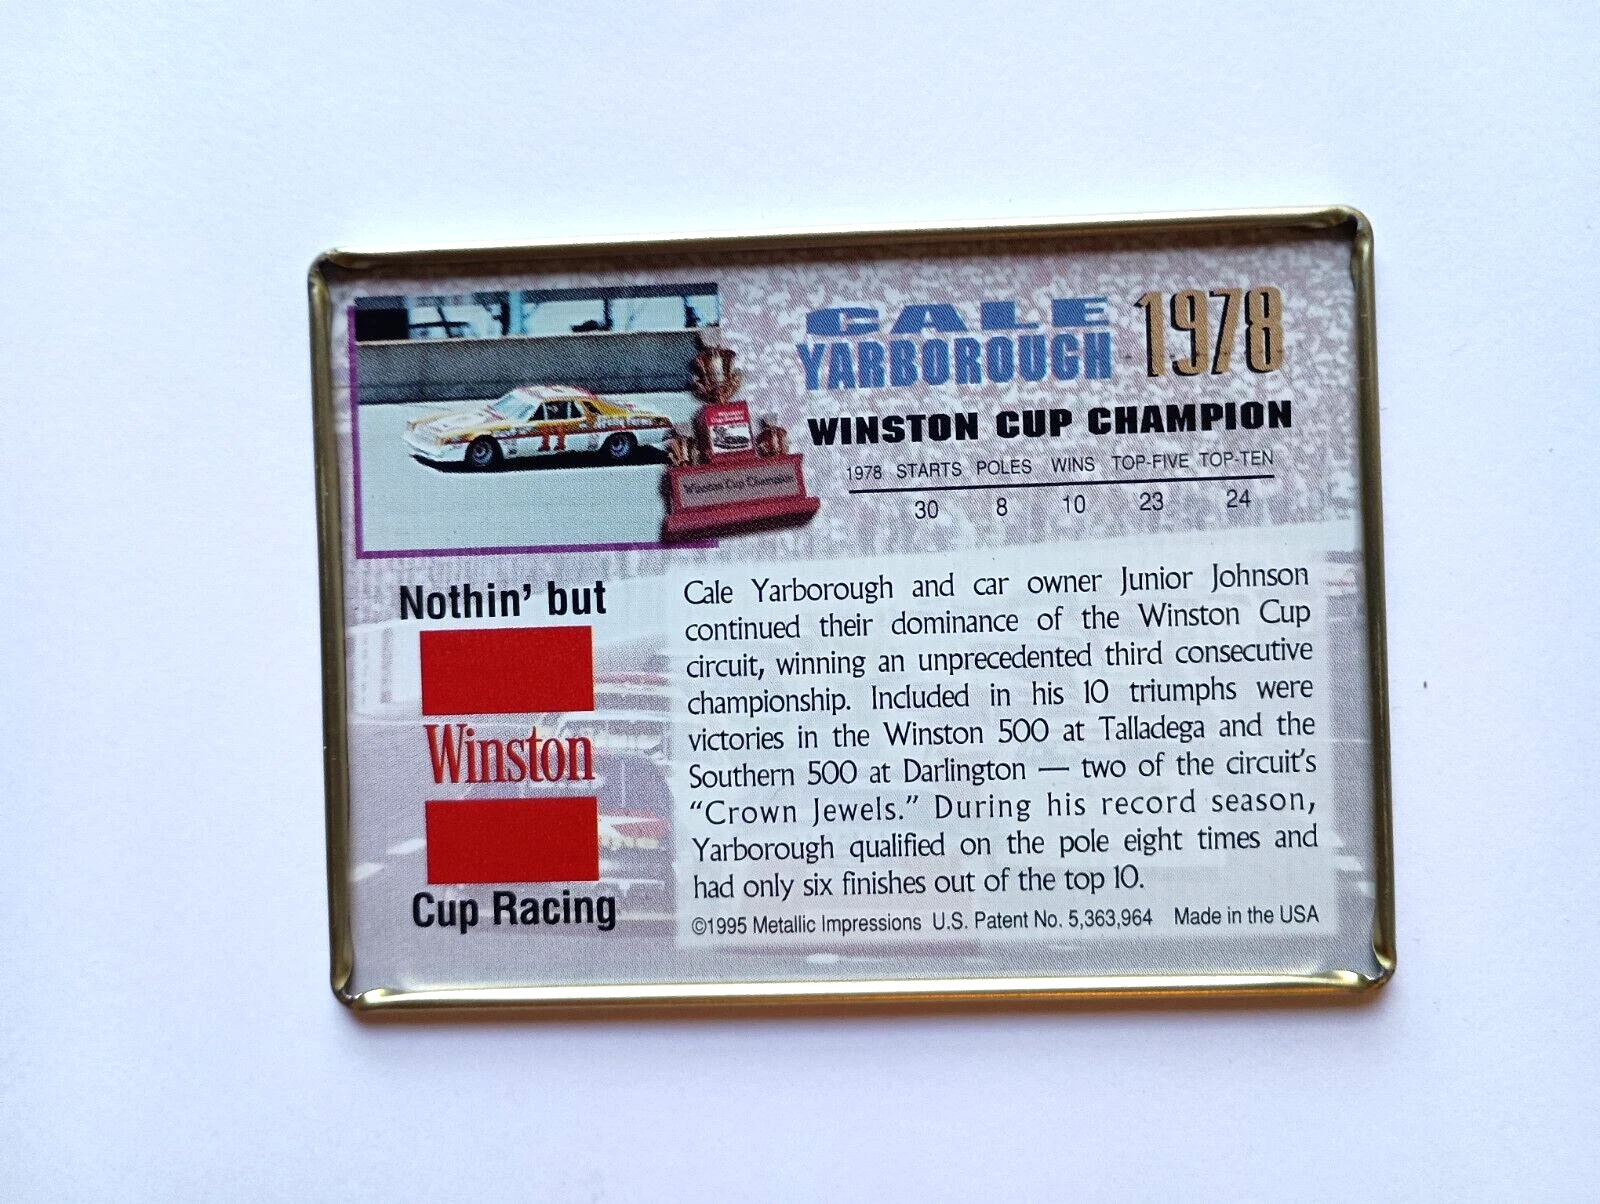 CALE
YARBOROUGH
1978
WINSTON CUP CHAMPION
1978 STARTS POLES WINS TOP-FIVE TOP-TEN
30 8 10 23 24
11
Winston Cup Champion
Nothin' but
Winston
Cup Racing
Cale Yarborough and car owner Junior Johnson
continued their dominance of the Winston Cup
circuit, winning an unprecedented third consecutive
championship. Included in his 10 triumphs were
victories in the Winston 500 at Talladega and the
Southern 500 at Darlington — two of the circuit's
“Crown Jewels.” During his record season,
Yarborough qualified on the pole eight times and
had only six finishes out of the top 10.
©1995 Metallic Impressions U.S. Patent No. 5,363,964 Made in the USA